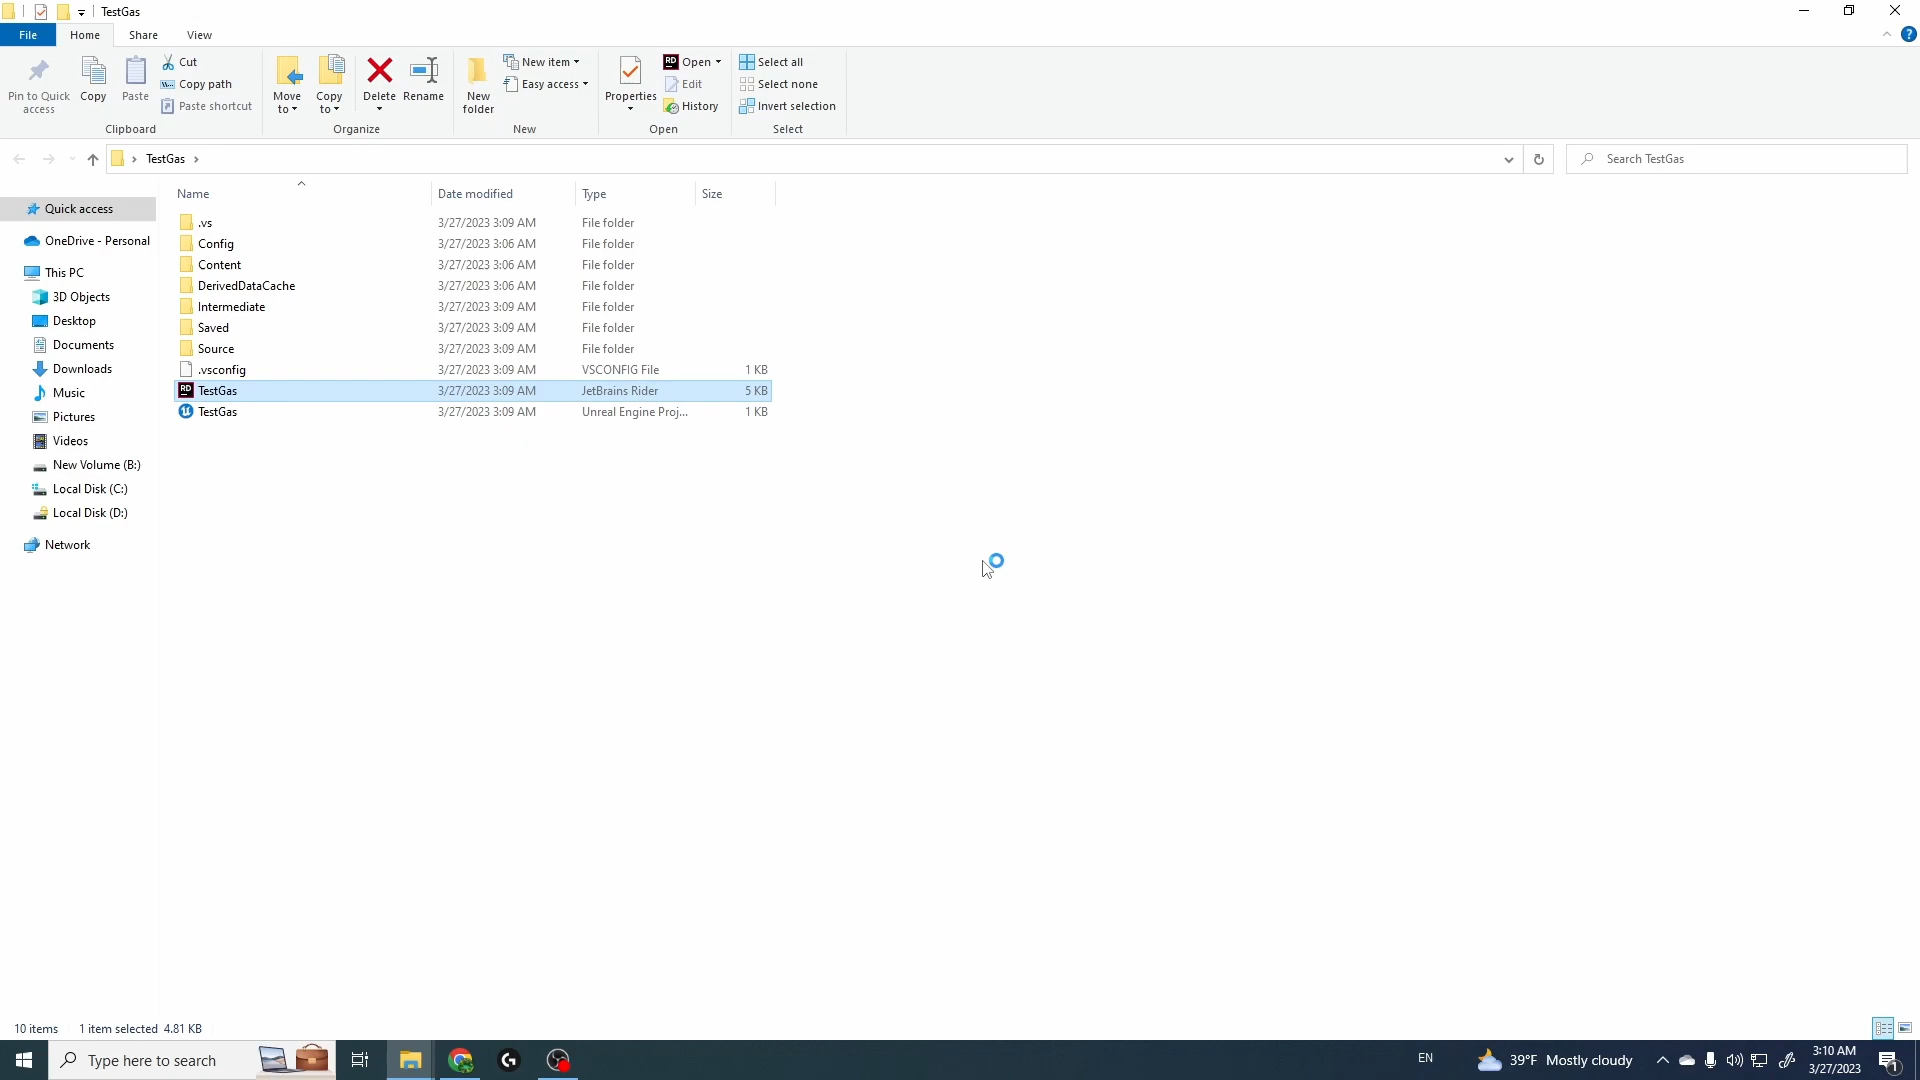 TestGas
File Home Share View
Pin to Quick access
Copy
Paste
Cut
Copy path
Paste shortcut
Clipboard
Move to
Copy to
Delete
Rename
Organize
New folder
New item
Easy access
New
Properties
RD Open
Edit
History
Open
Select all
Select none
Invert selection
Select
TestGas
Search TestGas
Name Date modified Type Size
Quick access
OneDrive - Personal
This PC
3D Objects
Desktop
Documents
Downloads
Music
Pictures
Videos
New Volume (B:)
Local Disk (C:)
Local Disk (D:)
Network
.vs 3/27/2023 3:09 AM File folder
Config 3/27/2023 3:06 AM File folder
Content 3/27/2023 3:06 AM File folder
DerivedDataCache 3/27/2023 3:06 AM File folder
Intermediate 3/27/2023 3:09 AM File folder
Saved 3/27/2023 3:09 AM File folder
Source 3/27/2023 3:09 AM File folder
.vsconfig 3/27/2023 3:09 AM VSCONFIG File 1 KB
RD TestGas 3/27/2023 3:09 AM JetBrains Rider 5 KB
TestGas 3/27/2023 3:09 AM Unreal Engine Proj... 1 KB
10 items 1 item selected 4.81 KB
Type here to search
EN
39°F Mostly cloudy
3:10 AM
3/27/2023
1